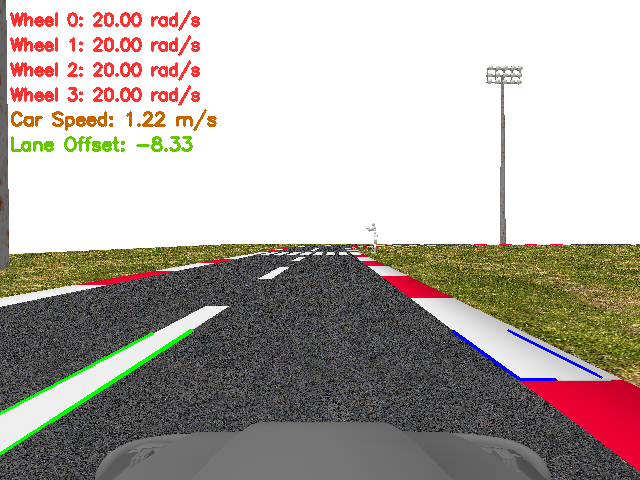 Wheel 0: 20.00 rad/s
Wheel 1: 20.00 rad/s
Wheel 2: 20.00 rad/s
Wheel 3: 20.00 rad/s
Car Speed: 1.22 m/s
Lane Offset: -8.33